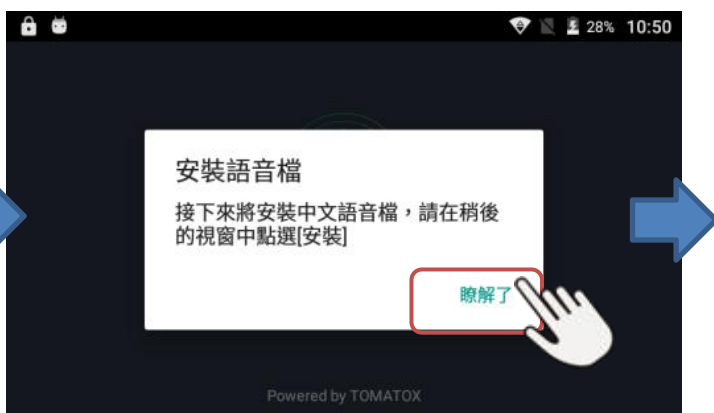 28% 10:50
安裝語音檔
接下來將安裝中文語音檔，請在稍後
的視窗中點選[安裝]
瞭解了
Powered by TOMATOX